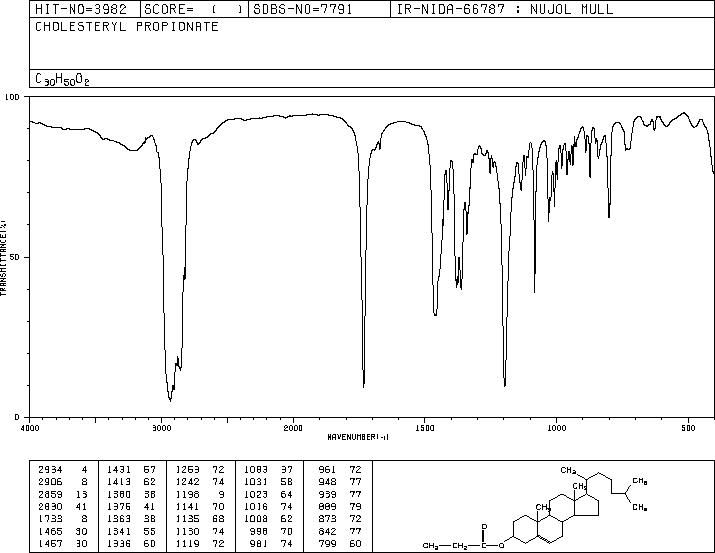 HIT-NO=3982 SCORE= ( ) SDBS-NO=7791 IR-NIDA-66787 : NUJOL MULL
CHOLESTERYL PROPIONATE
C30H50O2
100
50
0
TRANSMITTANCE(%)
4000 3000 2000 1500 1000 500
WAVENUMBER(-1)
2934 4 1431 57 1253 72 1083 37 961 72
2906 8 1413 62 1242 74 1031 58 948 77
2859 13 1380 38 1198 9 1023 64 939 77
2830 41 1376 41 1141 70 1016 74 889 79
1733 8 1363 38 1135 68 1008 62 873 72
1465 30 1341 55 1130 74 998 70 842 77
1457 30 1336 60 1119 72 981 74 799 60
CH3
CH3
CH3
CH3
CH3
O
CH3 CH2 C O